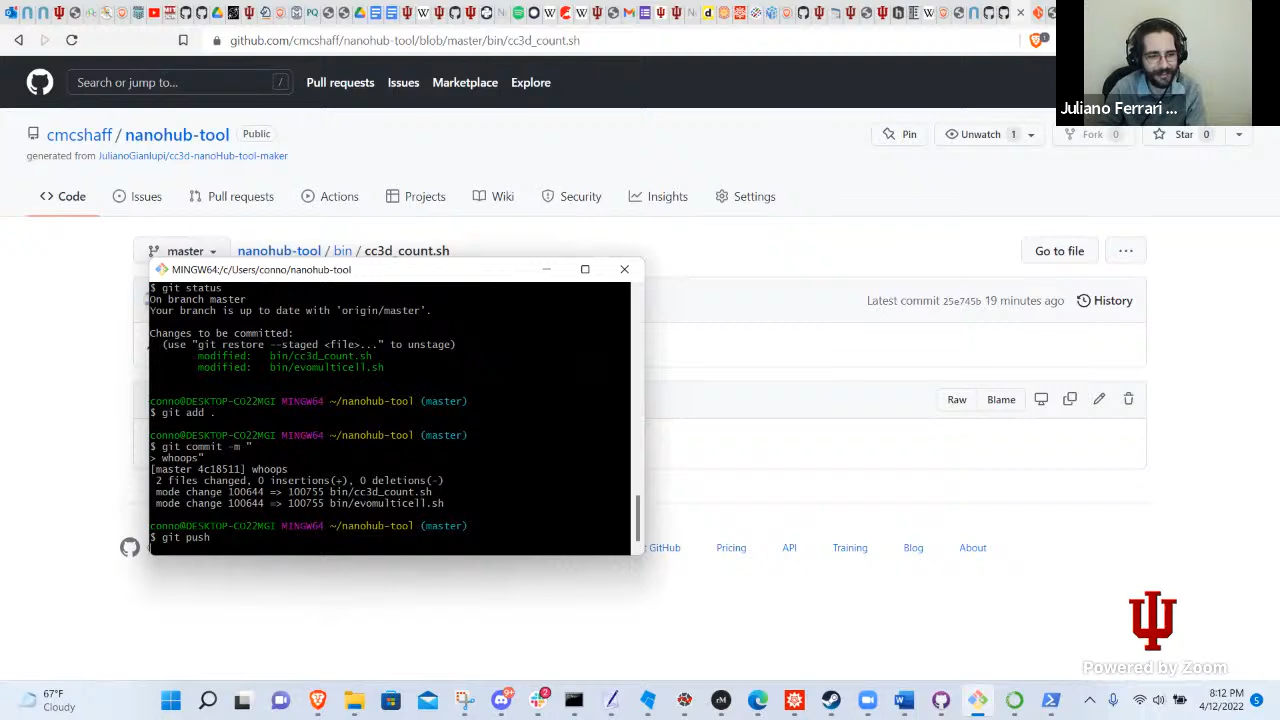 github.com/cmcshaff/nanohub-tool/blob/master/bin/cc3d_count.sh
1
Search or jump to...
/
Pull requests
Issues
Marketplace
Explore
Juliano Ferrari ...
cmcshaff / nanohub-tool
Public
Pin
Unwatch 1
Fork 0
Star 0
generated from JulianoGianlupi/cc3d-nanoHub-tool-maker
Code
Issues
Pull requests
Actions
Projects
Wiki
Security
Insights
Settings
master
nanohub-tool / bin / cc3d_count.sh
Go to file
...
Latest commit 25e745b 19 minutes ago
History
Raw
Blame
MINGW64:/c/Users/conno/nanohub-tool
$ git status
On branch master
Your branch is up to date with 'origin/master'.
Changes to be committed:
(use "git restore --staged <file>..." to unstage)
modified: bin/cc3d_count.sh
modified: bin/evomulticell.sh
conno@DESKTOP-CO22MGI MINGW64 ~/nanohub-tool (master)
$ git add .
conno@DESKTOP-CO22MGI MINGW64 ~/nanohub-tool (master)
$ git commit -m "
> whoops"
[master 4c18511] whoops
2 files changed, 0 insertions(+), 0 deletions(-)
mode change 100644 => 100755 bin/cc3d_count.sh
mode change 100644 => 100755 bin/evomulticell.sh
conno@DESKTOP-CO22MGI MINGW64 ~/nanohub-tool (master)
$ git push
GitHub
Pricing
API
Training
Blog
About
Powered by Zoom
67°F
Cloudy
9+
2
rM
8:12 PM
4/12/2022
5